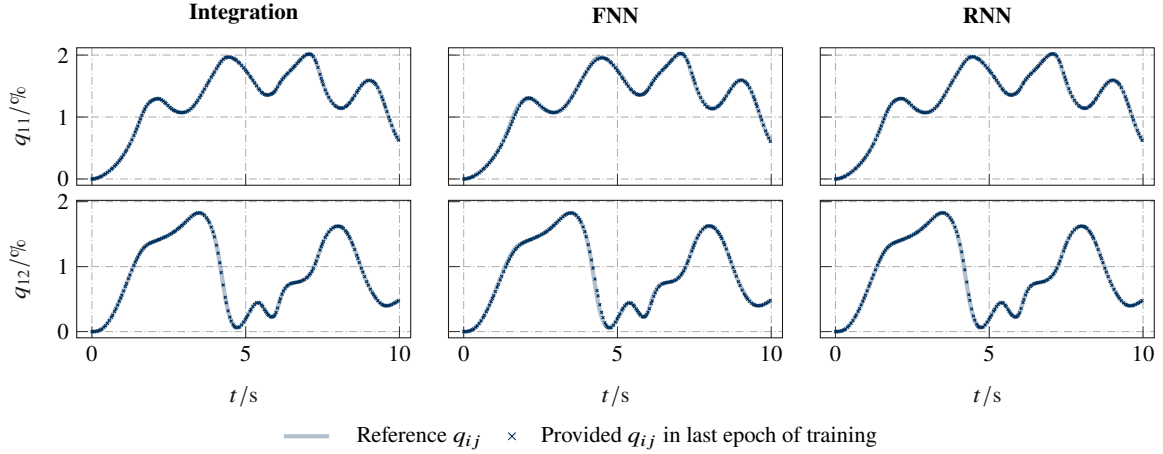 Integration FNN RNN
q11/%
2
1
0
q12/%
2
1
0
0 5 10 0 5 10 0 5 10
t/s t/s t/s
Reference qij × Provided qij in last epoch of training